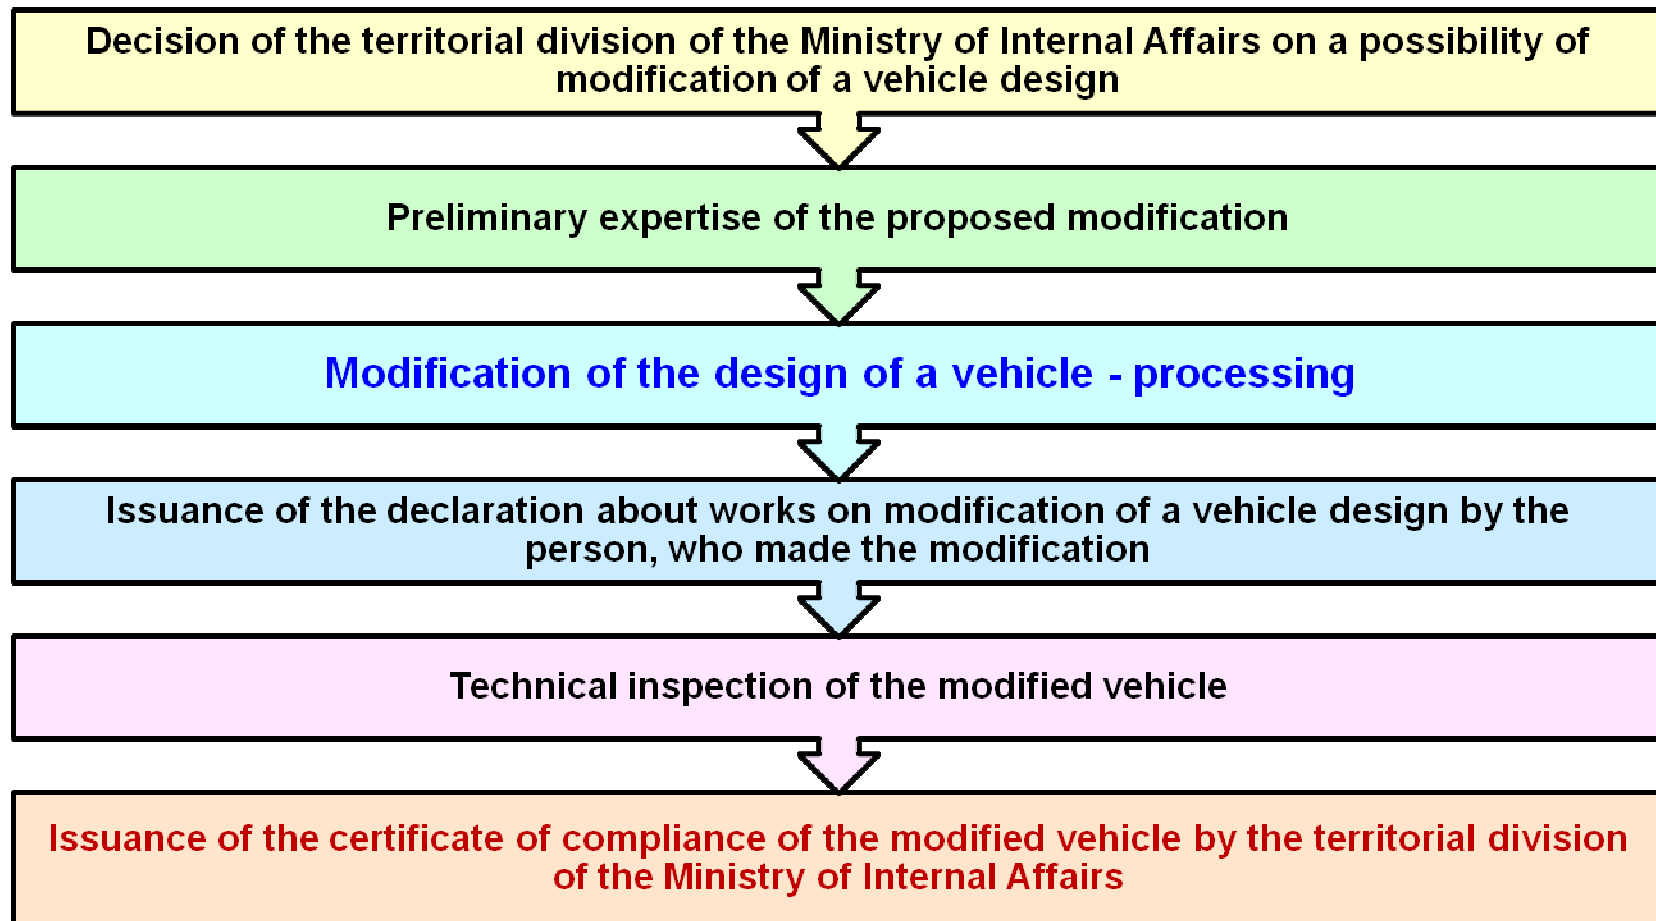 Decision of the territorial division of the Ministry of Internal Affairs on a possibility of
modification of a vehicle design
Preliminary expertise of the proposed modification
Modification of the design of a vehicle - processing
Issuance of the declaration about works on modification of a vehicle design by the
person, who made the modification
Technical inspection of the modified vehicle
Issuance of the certificate of compliance of the modified vehicle by the territorial division
of the Ministry of Internal Affairs